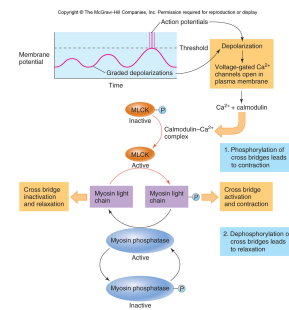 Copyright © The McGraw-Hill Companies, Inc. Permission required for reproduction or display
Action potentials
Membrane
potential
Threshold
Graded depolarizations
Time
Depolarization
Voltage-gated Ca²⁺
channels open in
plasma membrane
Ca²⁺ + calmodulin
MLCK
P
Inactive
Calmodulin–Ca²⁺
complex
MLCK
Active
1. Phosphorylation of
cross bridges leads
to contraction
Cross bridge
inactivation
and relaxation
Myosin light
chain
Myosin light
chain
P
Cross bridge
activation
and contraction
Myosin phosphatase
Active
2. Dephosphorylation o
cross bridges leads
to relaxation
Myosin phosphatase
P
Inactive